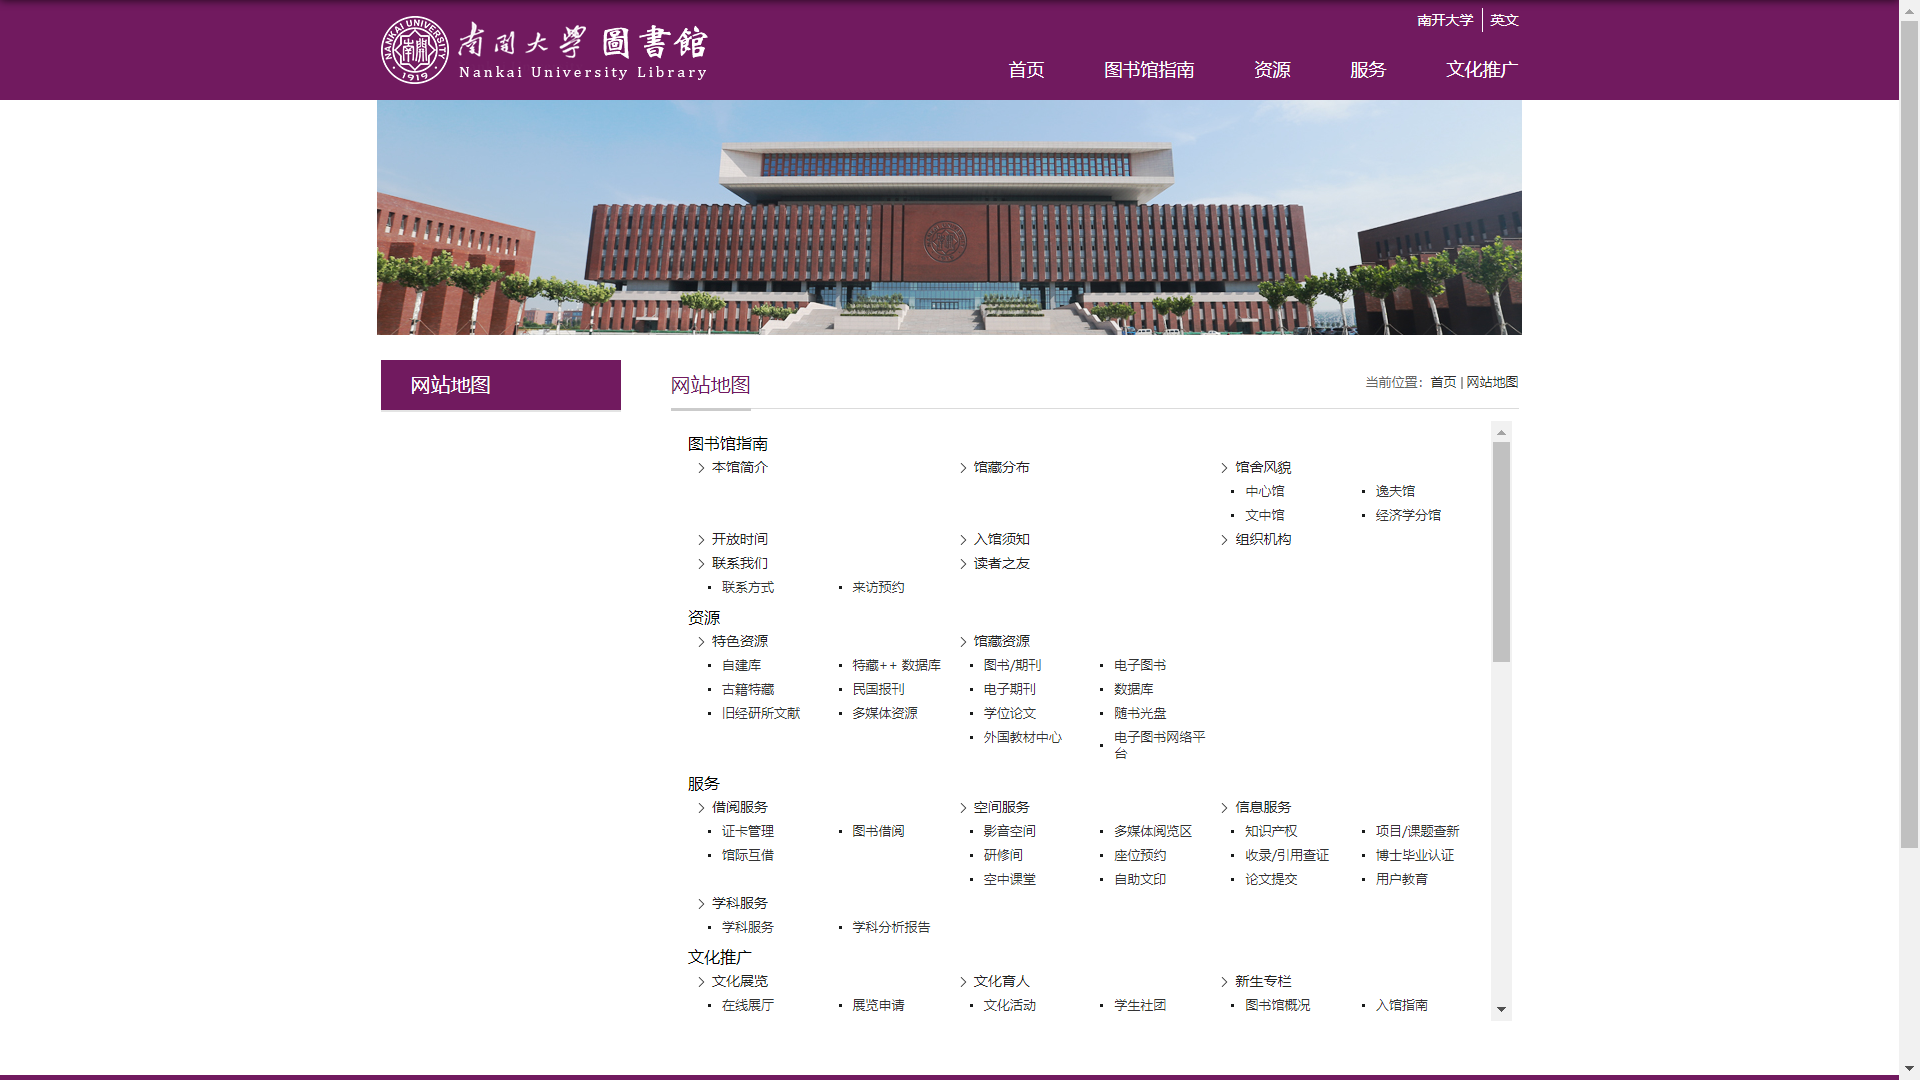 南开大学 英文
南開大學 圖書館
Nankai University Library
NANKAI UNIVERSITY
南開
1919
首页 图书馆指南 资源 服务 文化推广
网站地图
网站地图
当前位置：首页 | 网站地图
图书馆指南
本馆简介 馆藏分布 馆舍风貌
中心馆 逸夫馆
文中馆 经济学分馆
开放时间 入馆须知 组织机构
联系我们 读者之友
联系方式 来访预约
资源
特色资源 馆藏资源
自建库 特藏++ 数据库 图书/期刊 电子图书
古籍特藏 民国报刊 电子期刊 数据库
旧经研所文献 多媒体资源 学位论文 随书光盘
外国教材中心 电子图书网络平
台
服务
借阅服务 空间服务 信息服务
证卡管理 图书借阅 影音空间 多媒体阅览区 知识产权 项目/课题查新
馆际互借 研修间 座位预约 收录/引用查证 博士毕业认证
空中课堂 自助文印 论文提交 用户教育
学科服务
学科服务 学科分析报告
文化推广
文化展览 文化育人 新生专栏
在线展厅 展览申请 文化活动 学生社团 图书馆概况 入馆指南